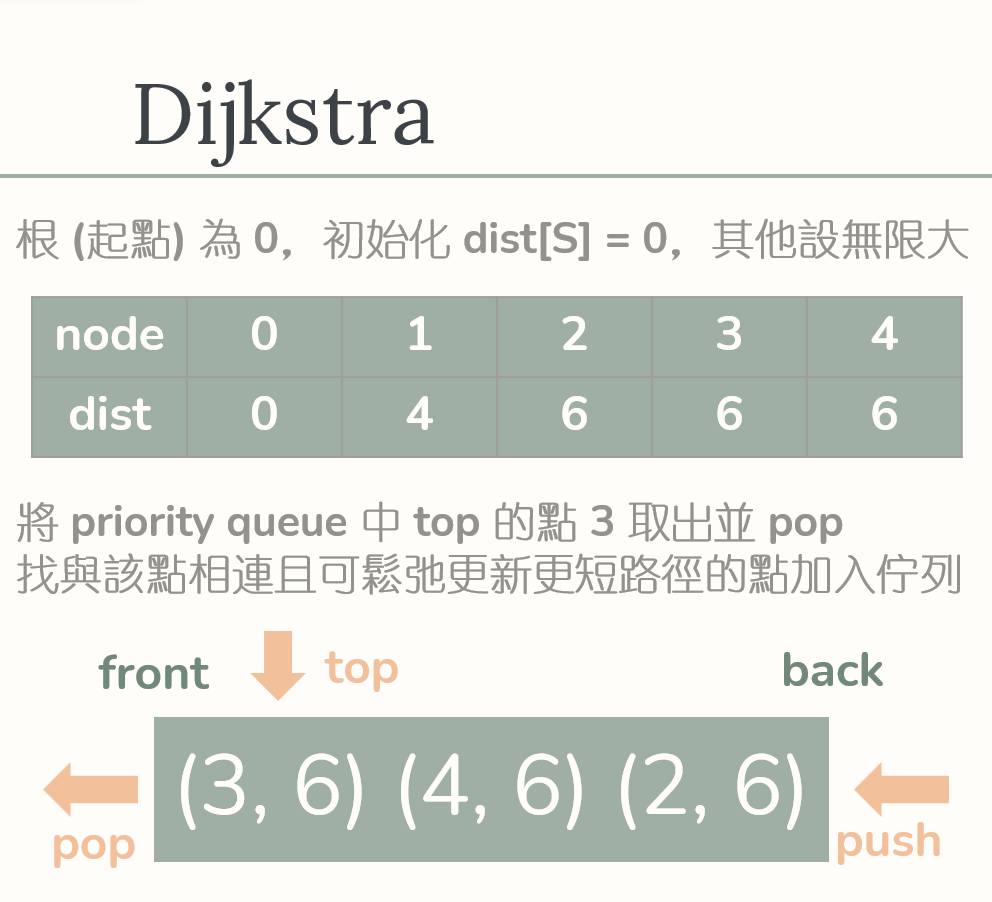 Dijkstra
根 (起點) 為 0，初始化 dist[S] = 0，其他設無限大
node 0 1 2 3 4
dist 0 4 6 6 6
將 priority queue 中 top 的點 3 取出並 pop
找與該點相連且可鬆弛更新更短路徑的點加入佇列
front top back
(3, 6) (4, 6) (2, 6)
pop push